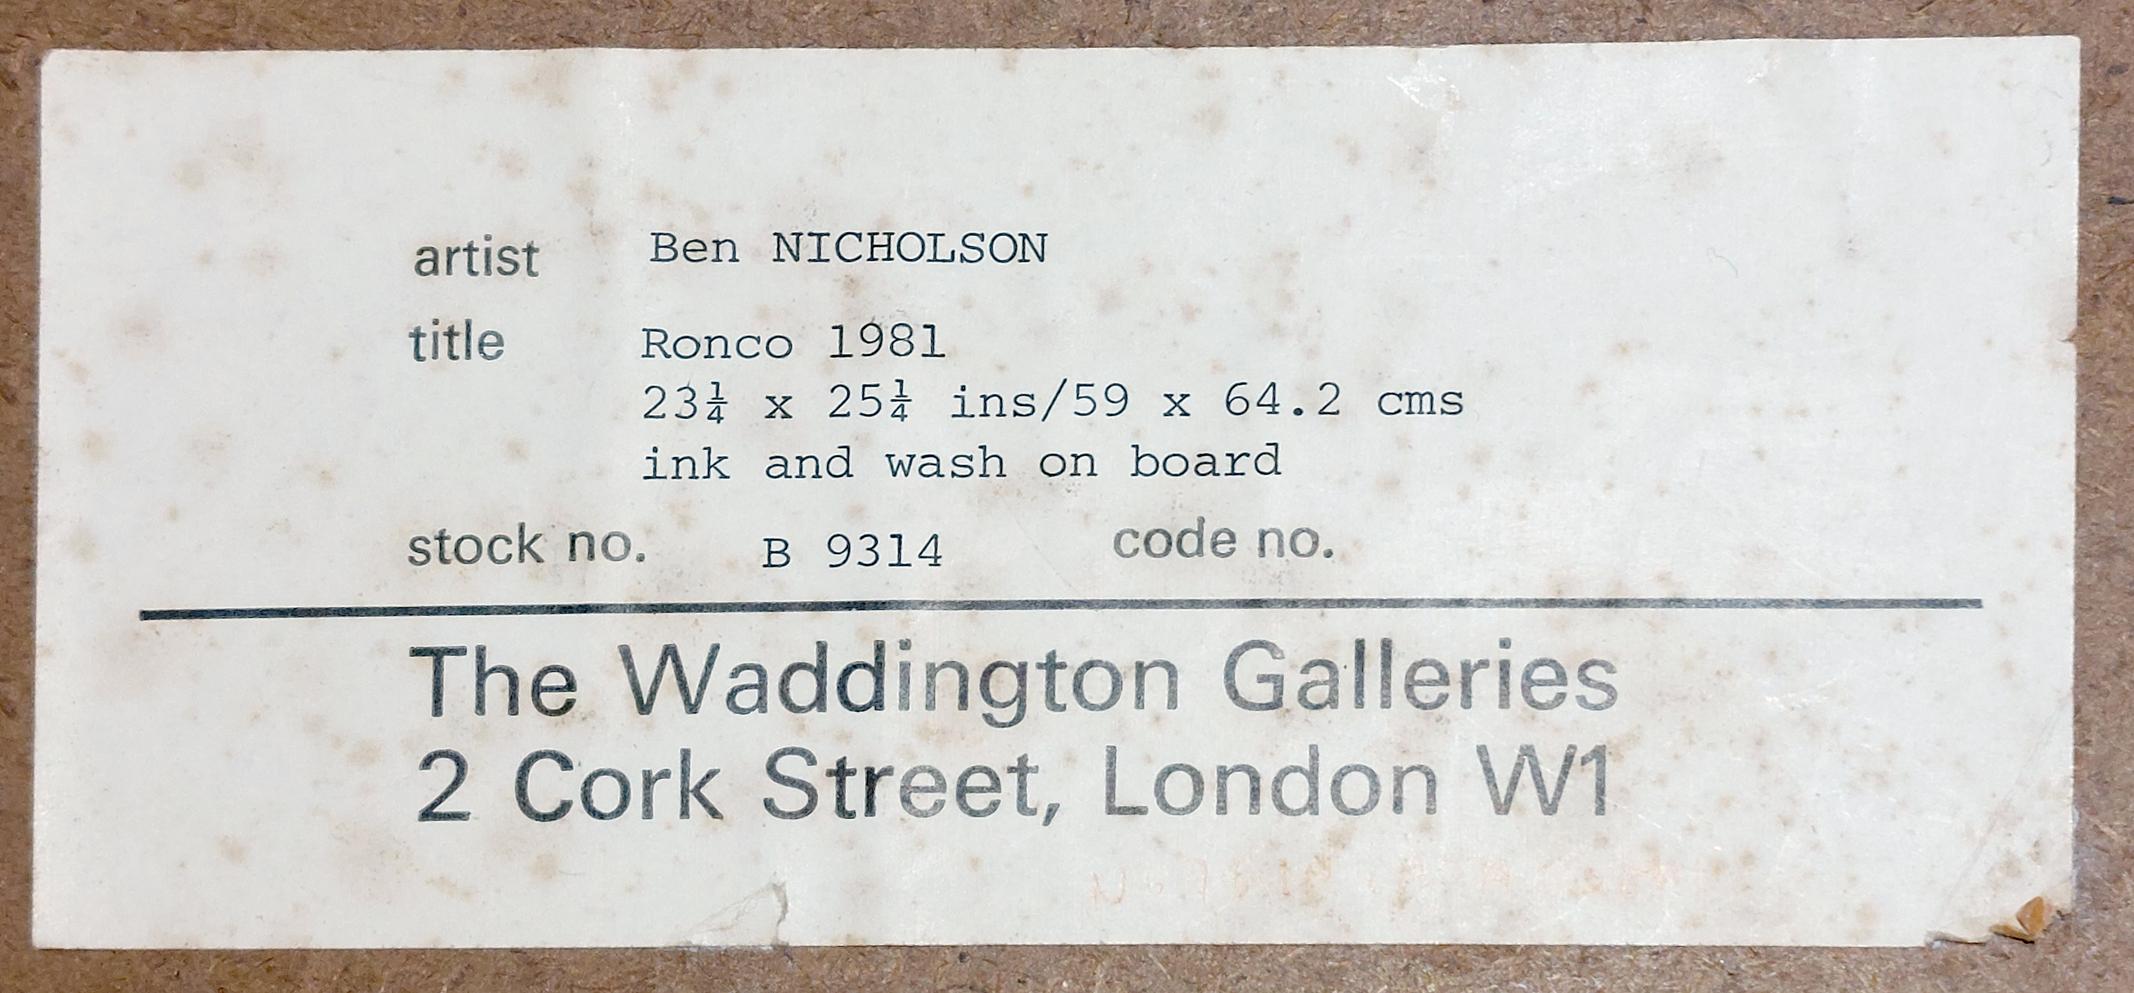 artist Ben NICHOLSON
title Ronco 1981
23¼ x 25¼ ins/59 x 64.2 cms
ink and wash on board
stock no. B 9314 code no.
The Waddington Galleries
2 Cork Street, London W1